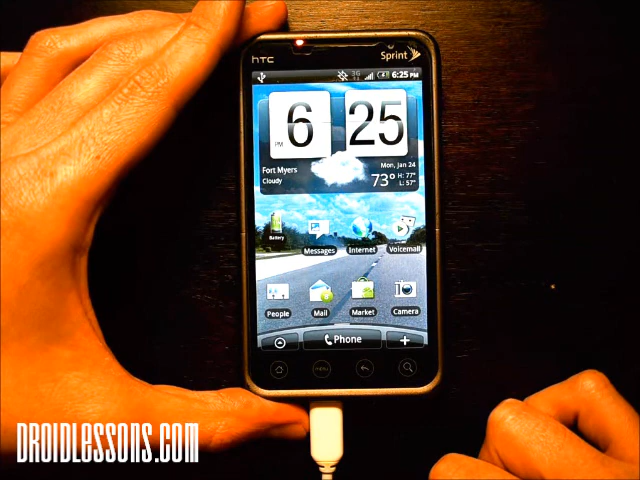 hTC
Sprint
3G
6:25 PM
6 25
PM
Fort Myers
Cloudy
Mon, Jan 24
73° H: 77°
L: 57°
Battery
Messages
Internet
Voicemail
People
Mail
Market
Camera
Phone
+
MENU
DROIDLESSONS.COM